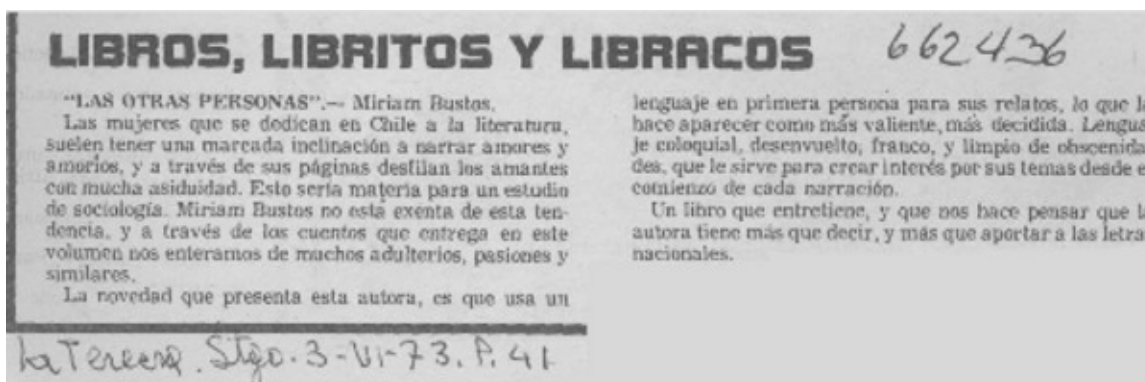 LIBROS, LIBRITOS Y LIBRACOS
662436
"LAS OTRAS PERSONAS".— Miriam Bustos.
Las mujeres que se dedican en Chile a la literatura,
suelen tener una marcada inclinación a narrar amores y
amoríos, y a través de sus páginas desfilan los amantes
con mucha asiduidad. Esto sería materia para un estudio
de sociología. Miriam Bustos no está exenta de esta ten-
dencia, y a través de los cuentos que entrega en este
volumen nos enteramos de muchos adulterios, pasiones y
similares.
La novedad que presenta esta autora, es que usa un
lenguaje en primera persona para sus relatos, lo que l
hace aparecer como más valiente, más decidida. Lengua
je coloquial, desenvuelto, franco, y limpio de obscenida
des, que le sirve para crear interés por sus temas desde e
comienzo de cada narración.
Un libro que entretiene, y que nos hace pensar que l
autora tiene más que decir, y más que aportar a las letra
nacionales.
La Tercera. Stgo. 3-VI-73. P. 41